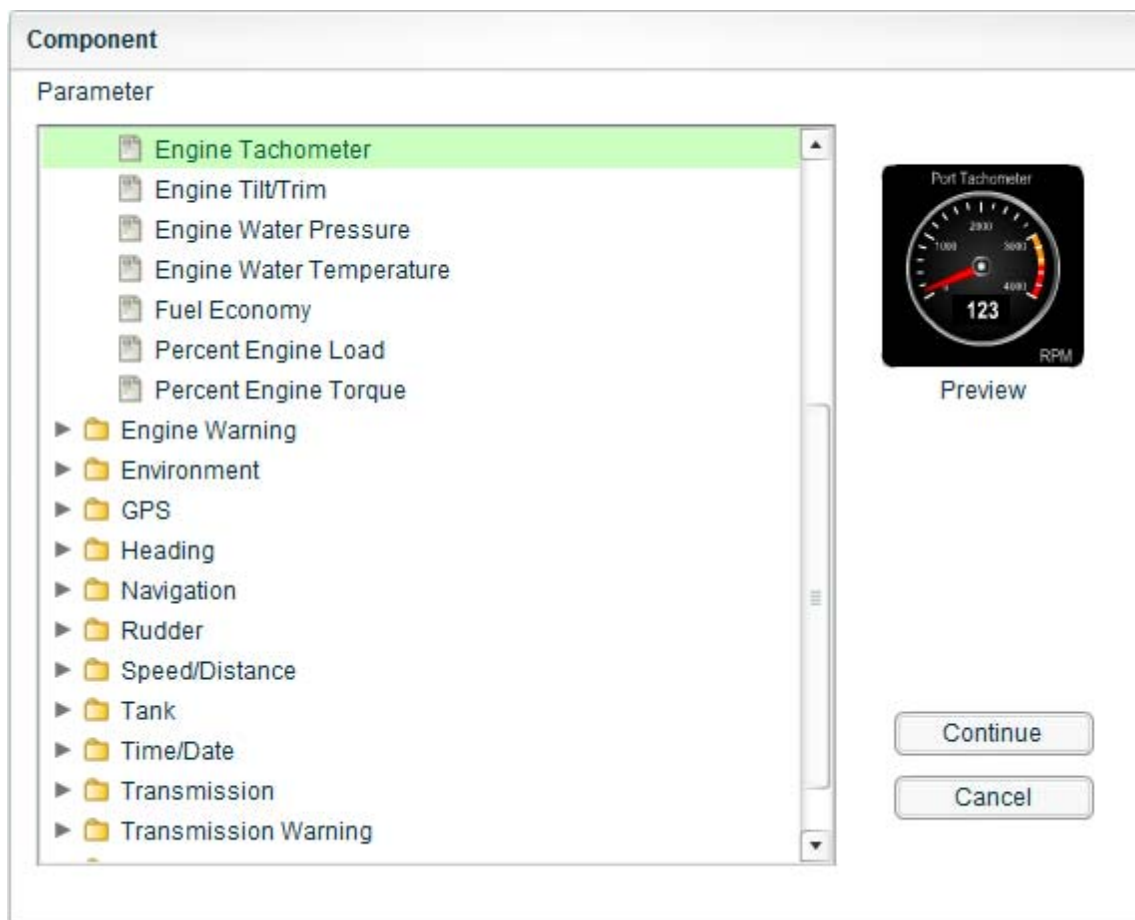 Component
Parameter
Engine Tachometer
Engine Tilt/Trim
Engine Water Pressure
Engine Water Temperature
Fuel Economy
Percent Engine Load
Percent Engine Torque
Engine Warning
Environment
GPS
Heading
Navigation
Rudder
Speed/Distance
Tank
Time/Date
Transmission
Transmission Warning
Port Tachometer
2000
1000 3000
0 4000
123
RPM
Preview
Continue
Cancel